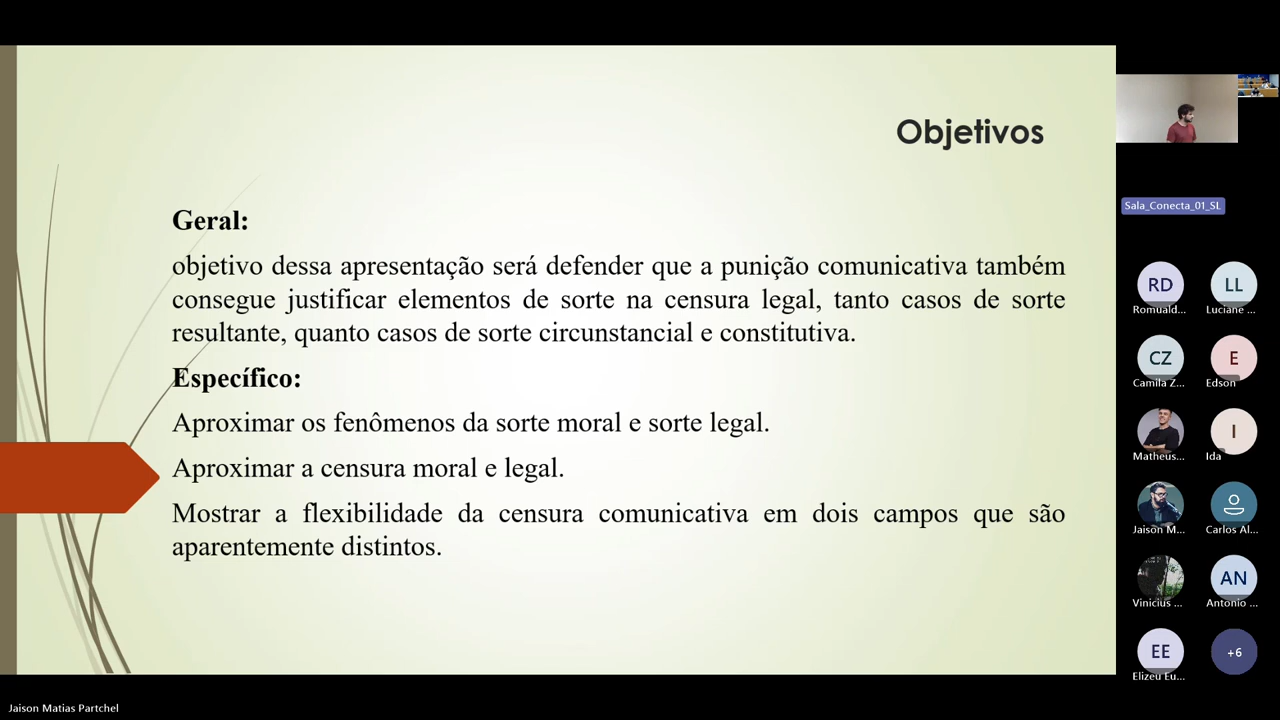 Objetivos
Geral:
objetivo dessa apresentação será defender que a punição comunicativa também
consegue justificar elementos de sorte na censura legal, tanto casos de sorte
resultante, quanto casos de sorte circunstancial e constitutiva.
Específico:
Aproximar os fenômenos da sorte moral e sorte legal.
Aproximar a censura moral e legal.
Mostrar a flexibilidade da censura comunicativa em dois campos que são
aparentemente distintos.
Sala_Conecta_01_SL
RD LL
Romuald... Luciane ...
CZ E
Camila Z... Edson
I
Matheus... Ida
Jaison M... Carlos Al...
AN
Vinicius ... Antonio ...
EE +6
Elizeu Eu...
Jaison Matias Partchel